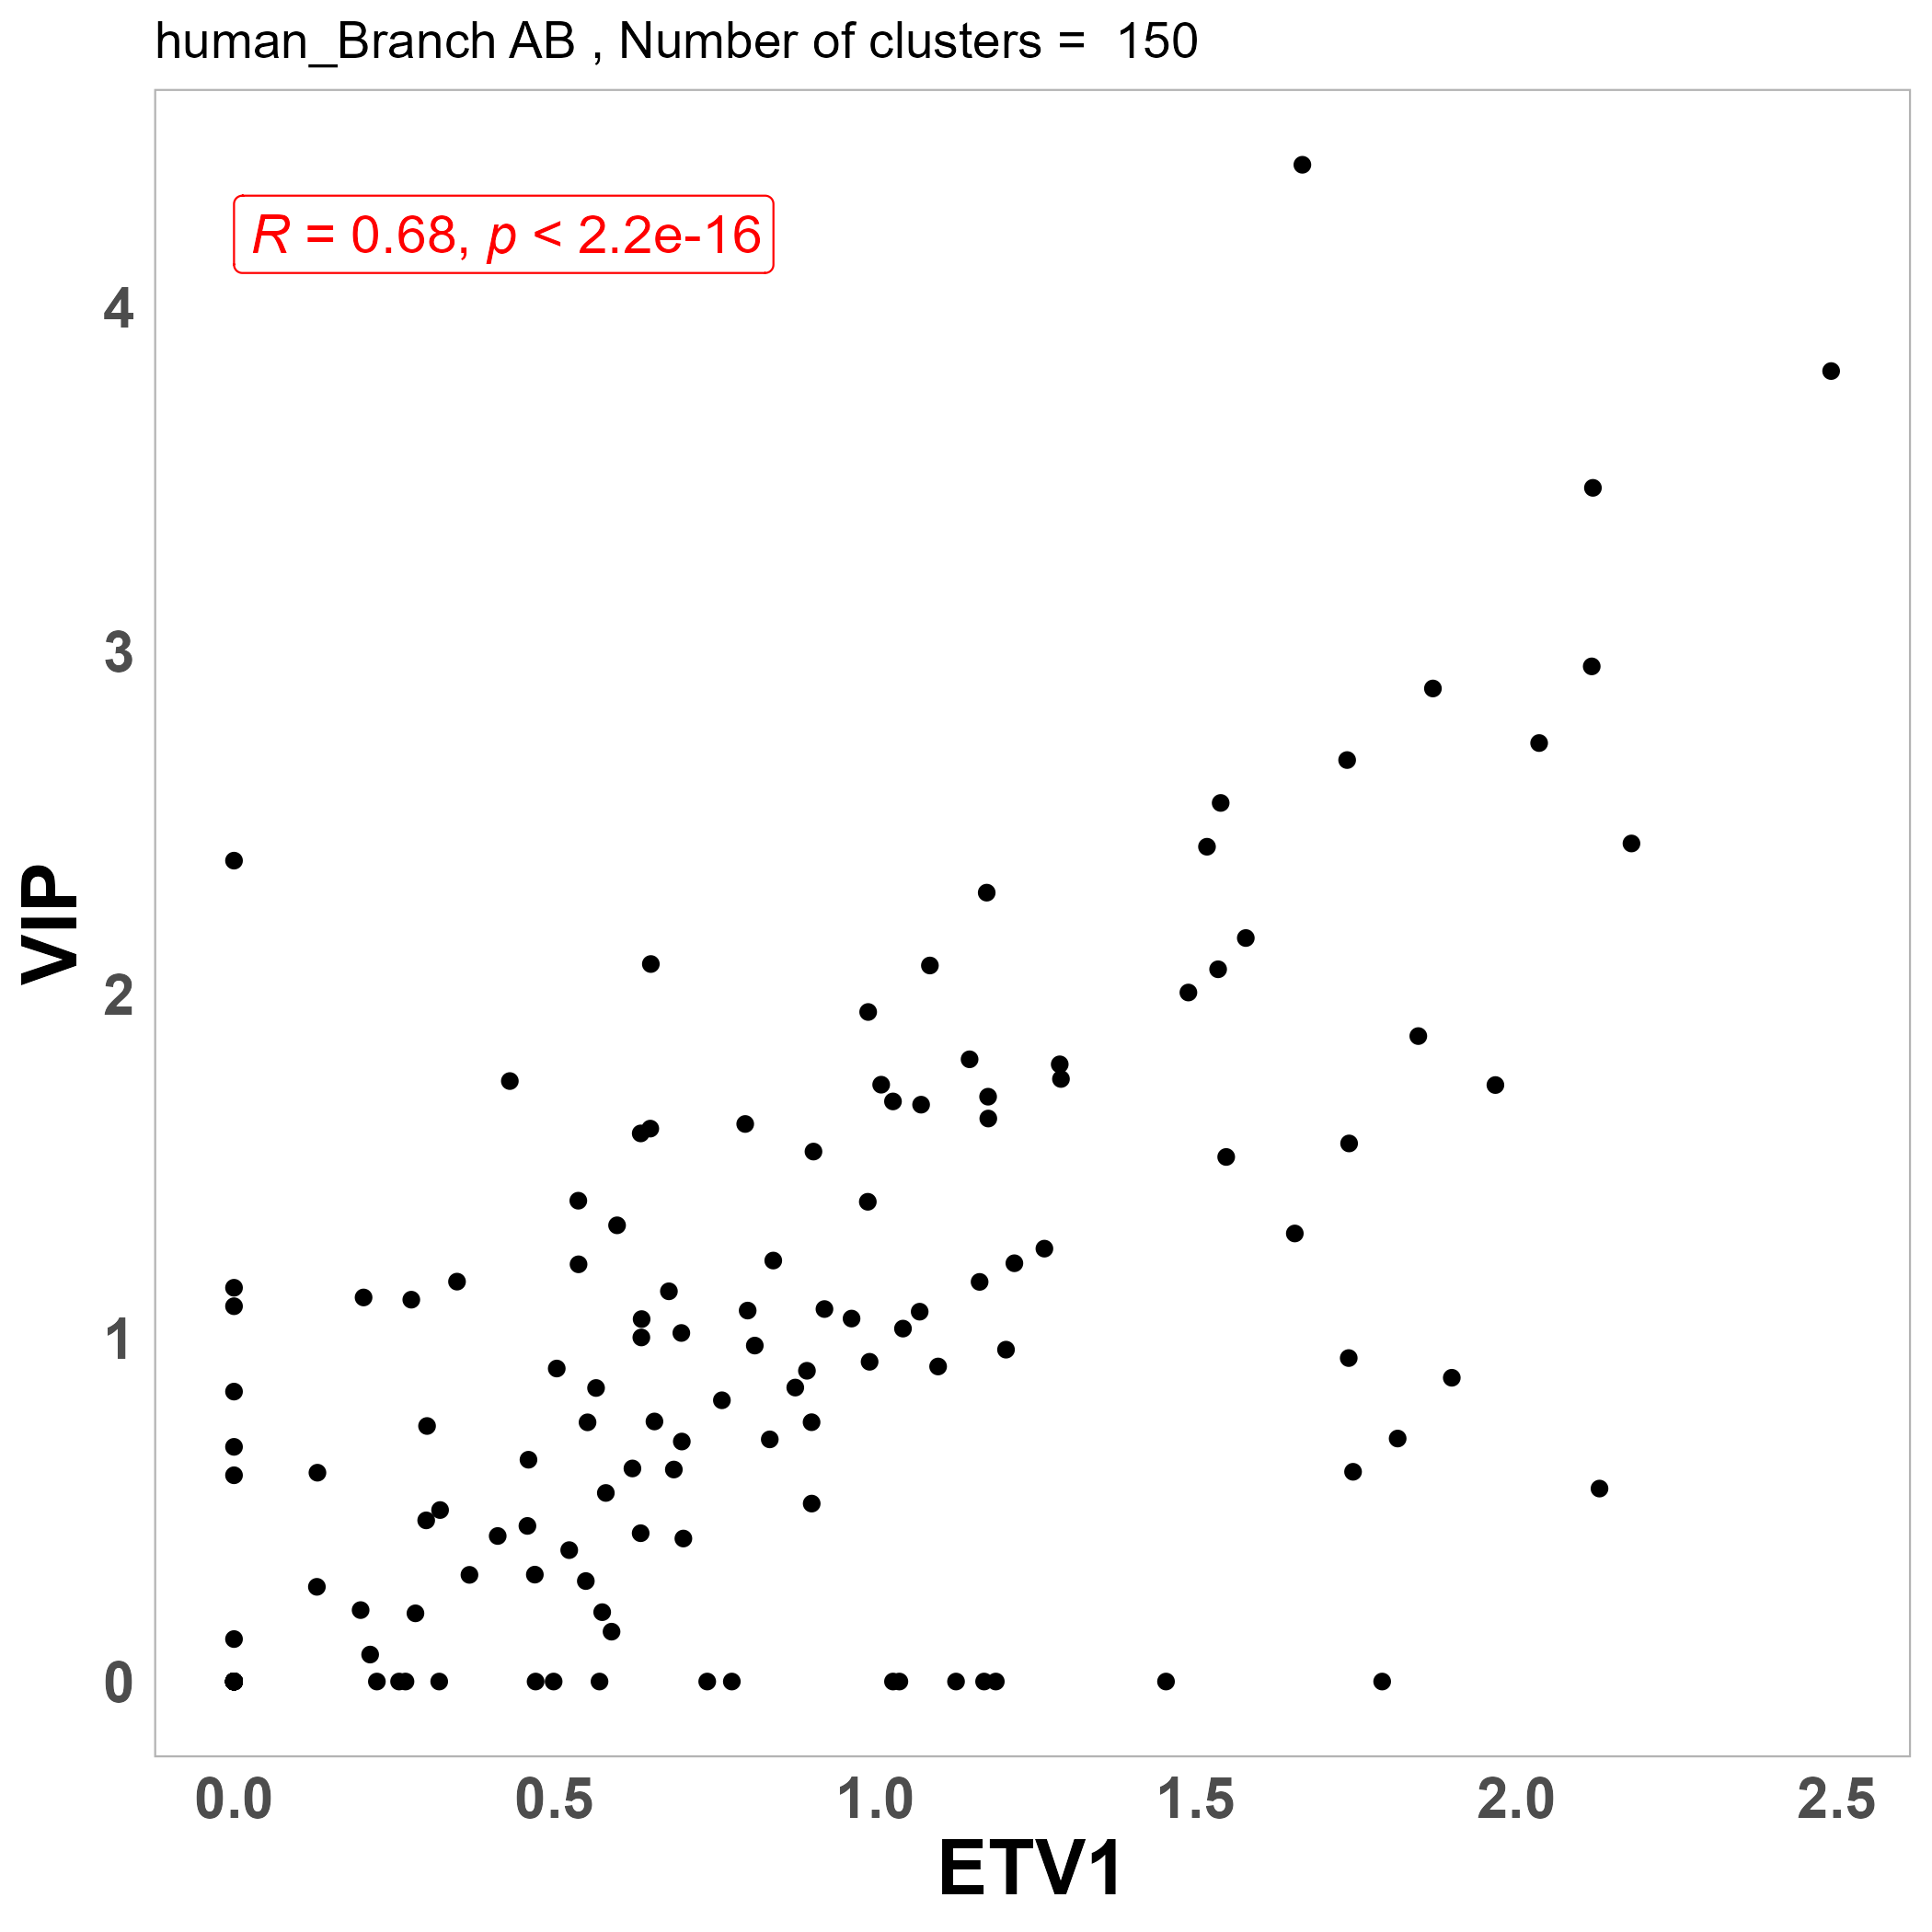 human_Branch AB , Number of clusters =  150
R = 0.68, p < 2.2e-16
4
3
2
1
0
VIP
0.0 0.5 1.0 1.5 2.0 2.5
ETV1